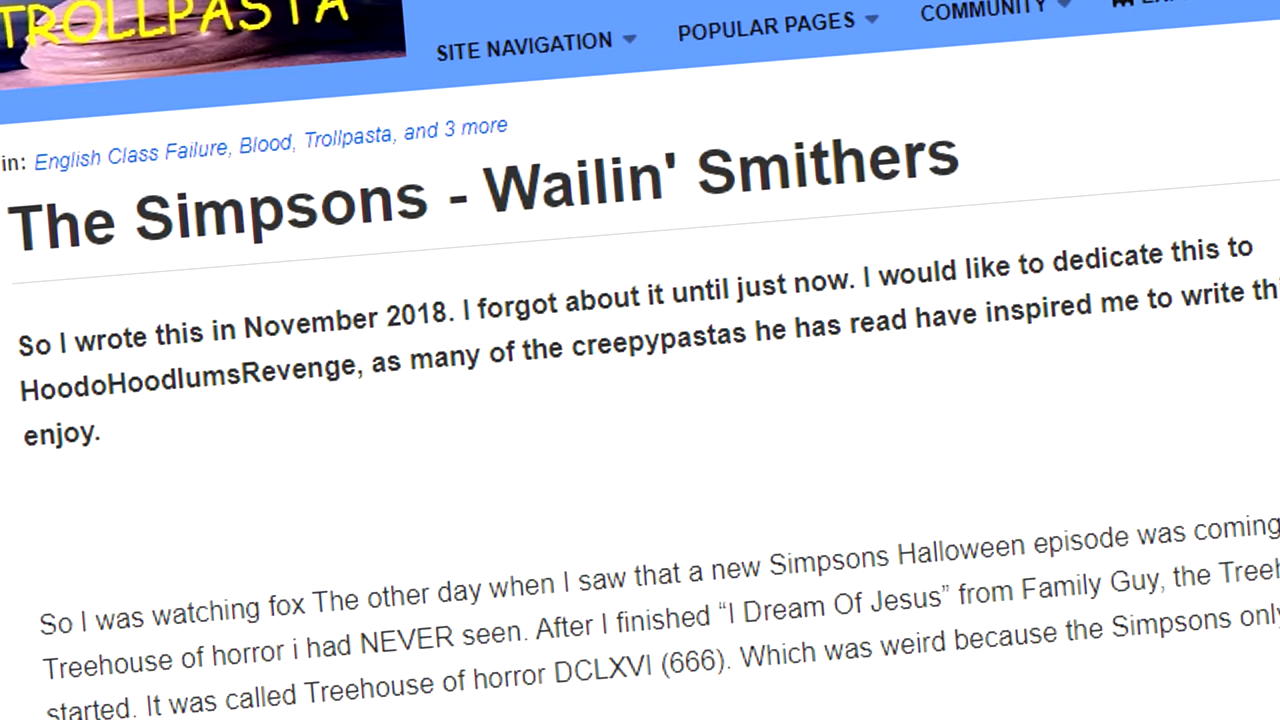 TROLLPASTA
SITE NAVIGATION POPULAR PAGES COMMUNITY
in: English Class Failure, Blood, Trollpasta, and 3 more
The Simpsons - Wailin' Smithers
So I wrote this in November 2018. I forgot about it until just now. I would like to dedicate this to
HoodoHoodlumsRevenge, as many of the creepypastas he has read have inspired me to write
enjoy.
So I was watching fox The other day when I saw that a new Simpsons Halloween episode was coming
Treehouse of horror i had NEVER seen. After I finished “I Dream Of Jesus” from Family Guy, the
started. It was called Treehouse of horror DCLXVI (666). Which was weird because the Simpsons